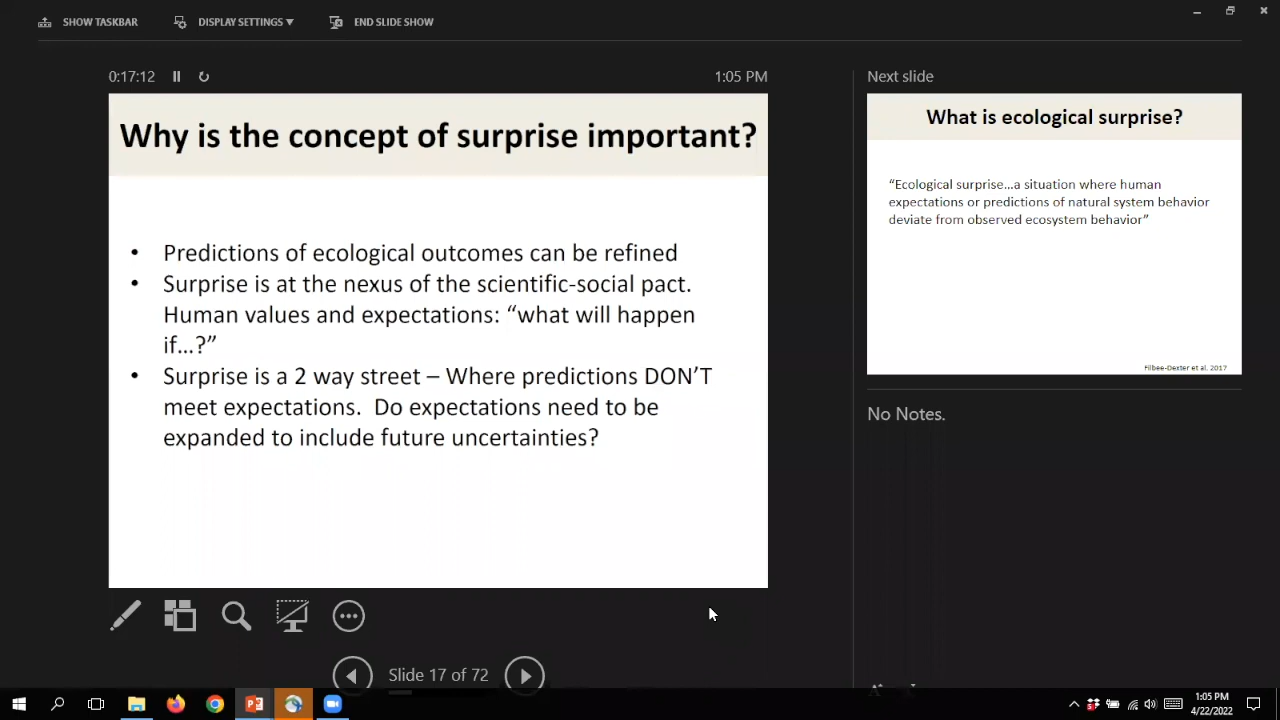 SHOW TASKBAR
DISPLAY SETTINGS ▼
END SLIDE SHOW
0:17:12
1:05 PM
Why is the concept of surprise important?
• Predictions of ecological outcomes can be refined
• Surprise is at the nexus of the scientific-social pact.
Human values and expectations: “what will happen
if…?”
• Surprise is a 2 way street – Where predictions DON’T
meet expectations.  Do expectations need to be
expanded to include future uncertainties?
Slide 17 of 72
Next slide
What is ecological surprise?
“Ecological surprise…a situation where human
expectations or predictions of natural system behavior
deviate from observed ecosystem behavior”
Filbee-Dexter et al. 2017
No Notes.
1:05 PM
4/22/2022